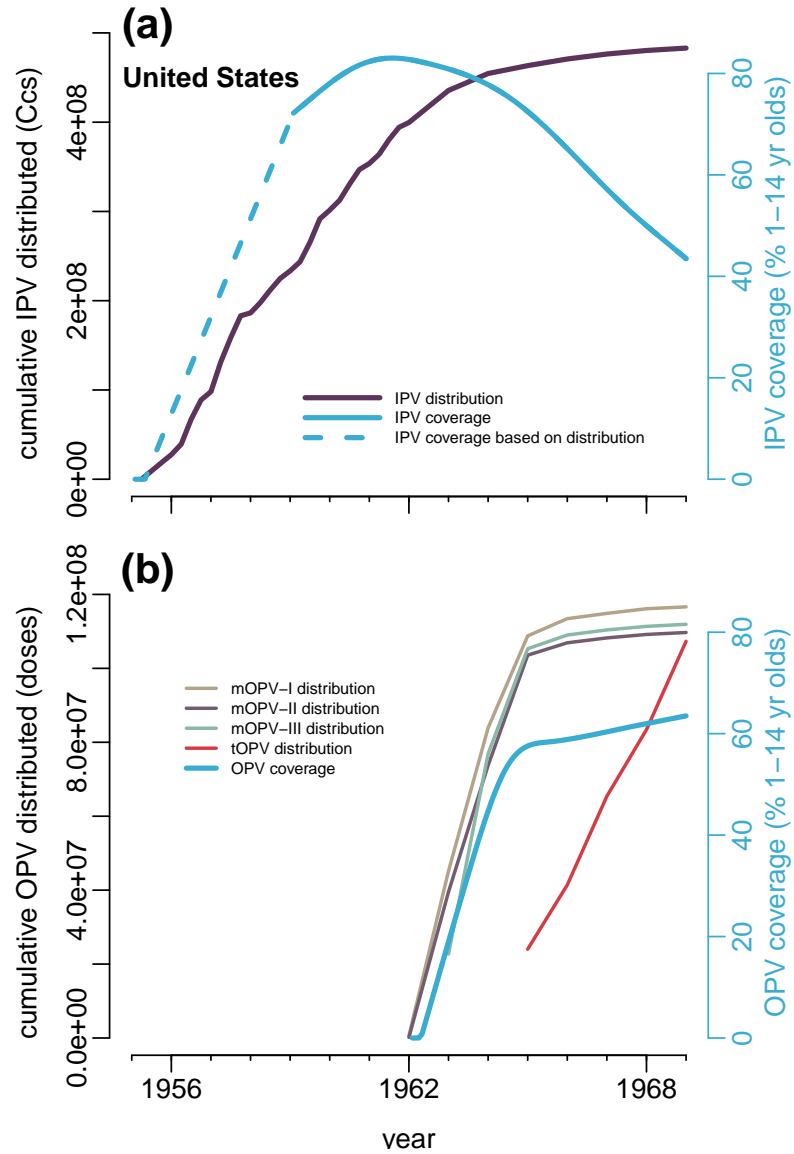 (a)
United States
cumulative IPV distributed (Ccs)
0e+00
2e+08
4e+08
IPV distribution
IPV coverage
IPV coverage based on distribution
0
20
40
60
80
IPV coverage (% 1−14 yr olds)
(b)
cumulative OPV distributed (doses)
0.0e+00
4.0e+07
8.0e+07
1.2e+08
mOPV−I distribution
mOPV−II distribution
mOPV−III distribution
tOPV distribution
OPV coverage
0
20
40
60
80
OPV coverage (% 1−14 yr olds)
1956
1962
1968
year